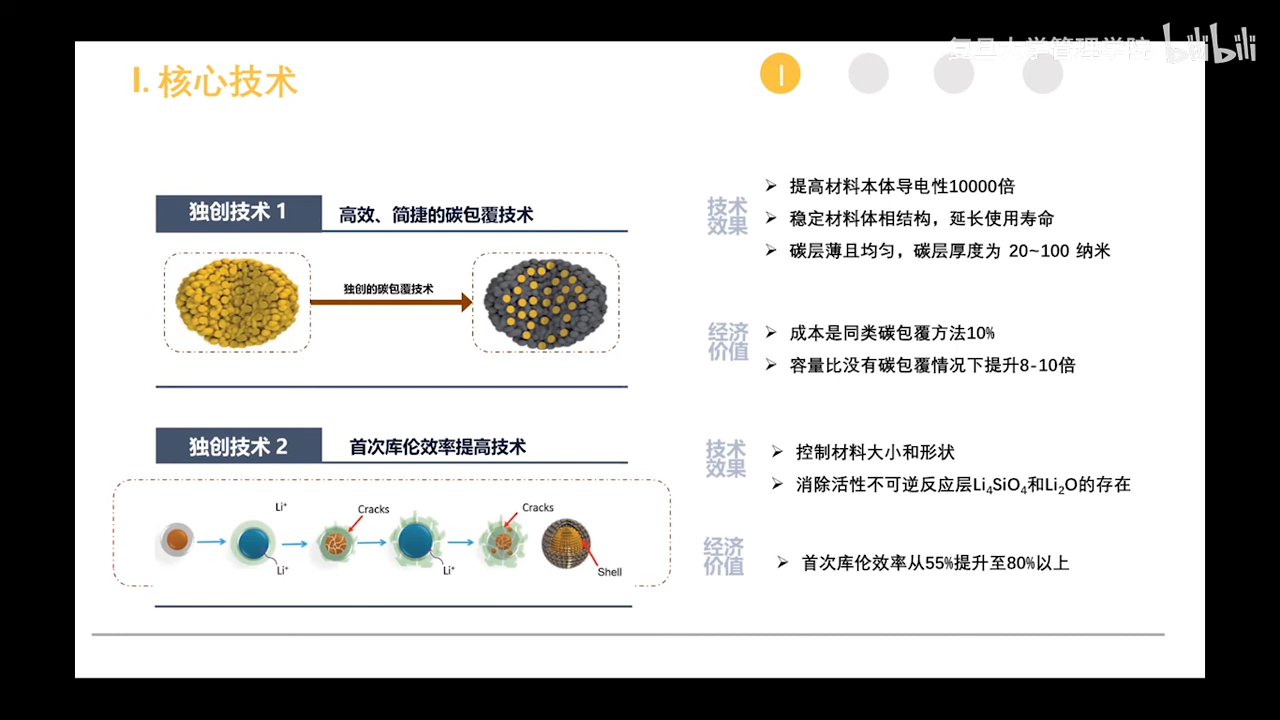 复旦大学管理学院 bilibili
I. 核心技术
I
独创技术 1
高效、简捷的碳包覆技术
独创的碳包覆技术
技术效果
➢ 提高材料本体导电性10000倍
➢ 稳定材料体相结构，延长使用寿命
➢ 碳层薄且均匀，碳层厚度为 20~100 纳米
经济价值
➢ 成本是同类碳包覆方法10%
➢ 容量比没有碳包覆情况下提升8-10倍
独创技术 2
首次库伦效率提高技术
Li⁺
Cracks
Cracks
Li⁺
Li⁺
Shell
技术效果
➢ 控制材料大小和形状
➢ 消除活性不可逆反应层Li₄SiO₄和Li₂O的存在
经济价值
➢ 首次库伦效率从55%提升至80%以上